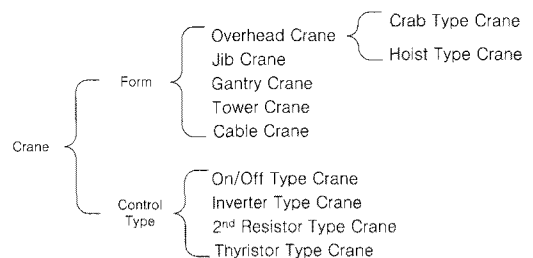 Crane
Form
Overhead Crane
Crab Type Crane
Hoist Type Crane
Jib Crane
Gantry Crane
Tower Crane
Cable Crane
Control
Type
On/Off Type Crane
Inverter Type Crane
2nd Resistor Type Crane
Thyristor Type Crane